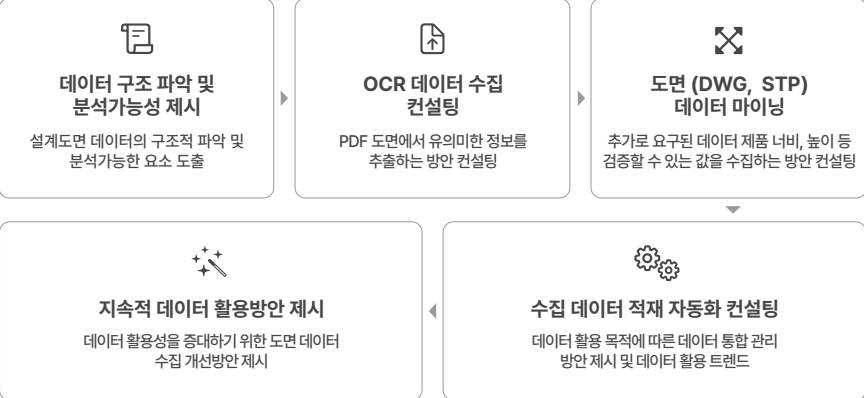 데이터 구조 파악 및
분석가능성 제시
설계도면 데이터의 구조적 파악 및
분석가능한 요소 도출
OCR 데이터 수집
컨설팅
PDF 도면에서 유의미한 정보를
추출하는 방안 컨설팅
도면 (DWG, STP)
데이터 마이닝
추가로 요구된 데이터 제품 너비, 높이 등
검증할 수 있는 값을 수집하는 방안 컨설팅
수집 데이터 적재 자동화 컨설팅
데이터 활용 목적에 따른 데이터 통합 관리
방안 제시 및 데이터 활용 트렌드
지속적 데이터 활용방안 제시
데이터 활용성을 증대하기 위한 도면 데이터
수집 개선방안 제시